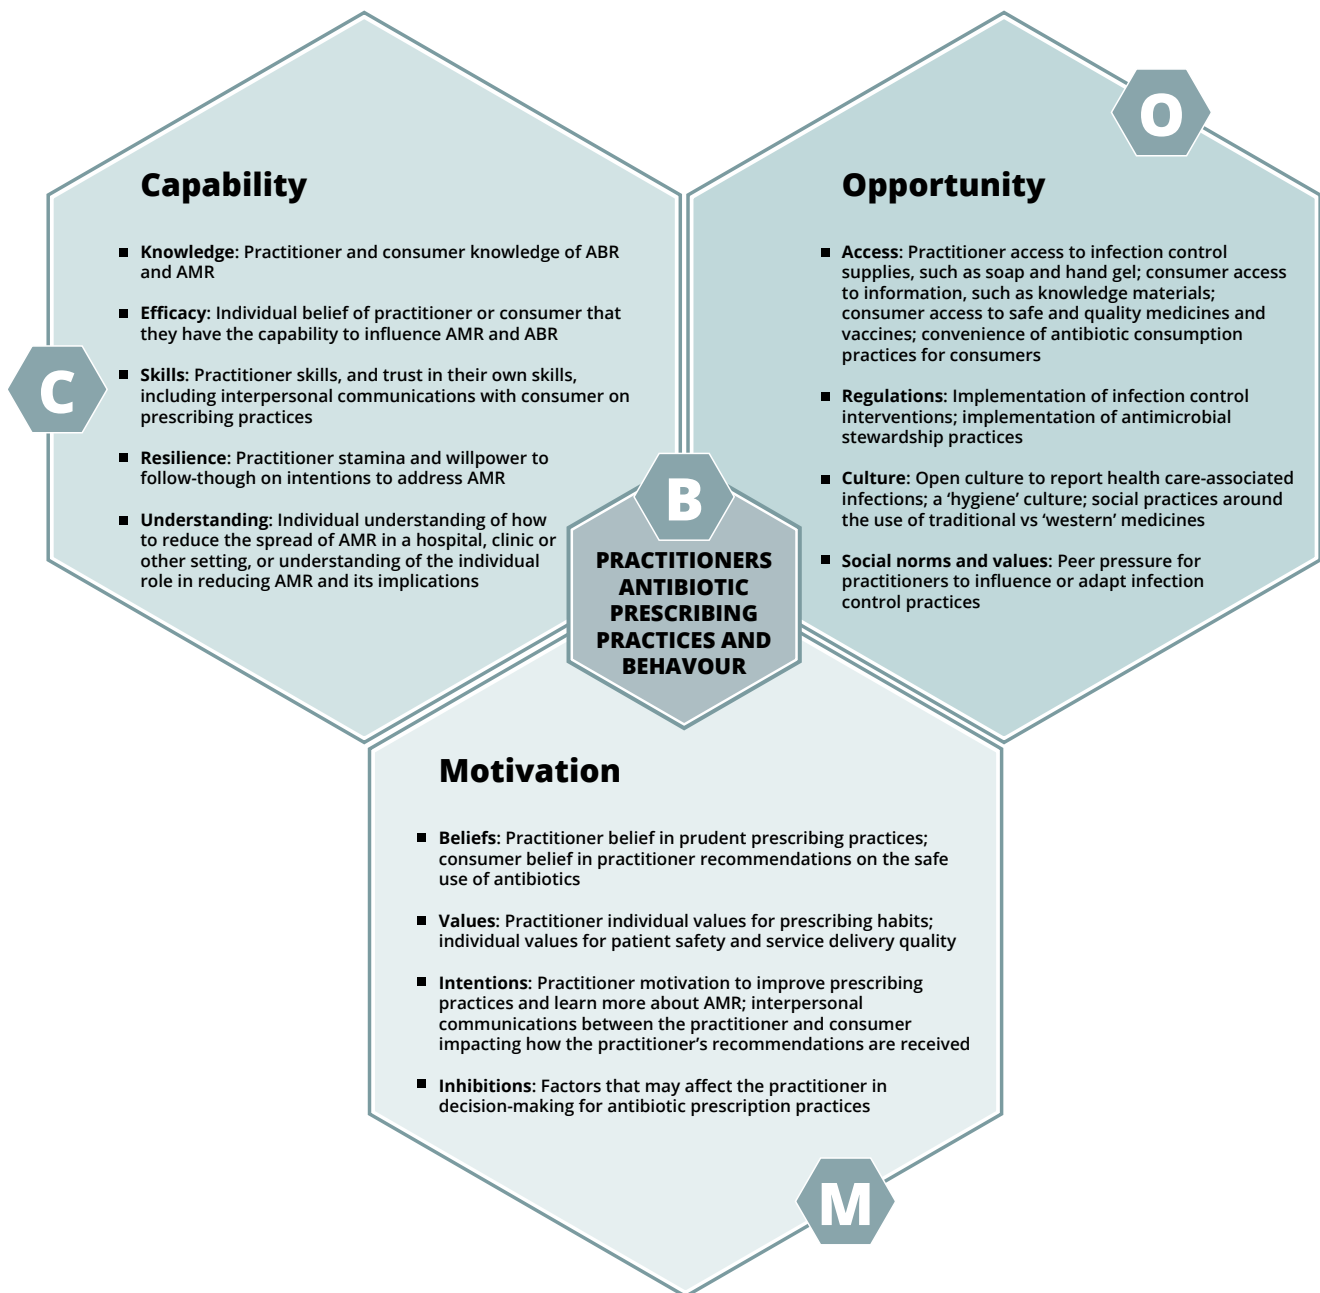 Capability
Knowledge: Practitioner and consumer knowledge of ABR
and AMR
Efficacy: Individual belief of practitioner or consumer that
they have the capability to influence AMR and ABR
Skills: Practitioner skills, and trust in their own skills,
including interpersonal communications with consumer on
prescribing practices
Resilience: Practitioner stamina and willpower to
follow-though on intentions to address AMR
Understanding: Individual understanding of how
to reduce the spread of AMR in a hospital, clinic or
other setting, or understanding of the individual
role in reducing AMR and its implications
C
O
Opportunity
Access: Practitioner access to infection control
supplies, such as soap and hand gel; consumer access
to information, such as knowledge materials;
consumer access to safe and quality medicines and
vaccines; convenience of antibiotic consumption
practices for consumers
Regulations: Implementation of infection control
interventions; implementation of antimicrobial
stewardship practices
Culture: Open culture to report health care-associated
infections; a ‘hygiene’ culture; social practices around
the use of traditional vs ‘western’ medicines
Social norms and values: Peer pressure for
practitioners to influence or adapt infection
control practices
B
PRACTITIONERS
ANTIBIOTIC
PRESCRIBING
PRACTICES AND
BEHAVOUR
Motivation
Beliefs: Practitioner belief in prudent prescribing practices;
consumer belief in practitioner recommendations on the safe
use of antibiotics
Values: Practitioner individual values for prescribing habits;
individual values for patient safety and service delivery quality
Intentions: Practitioner motivation to improve prescribing
practices and learn more about AMR; interpersonal
communications between the practitioner and consumer
impacting how the practitioner’s recommendations are received
Inhibitions: Factors that may affect the practitioner in
decision-making for antibiotic prescription practices
M